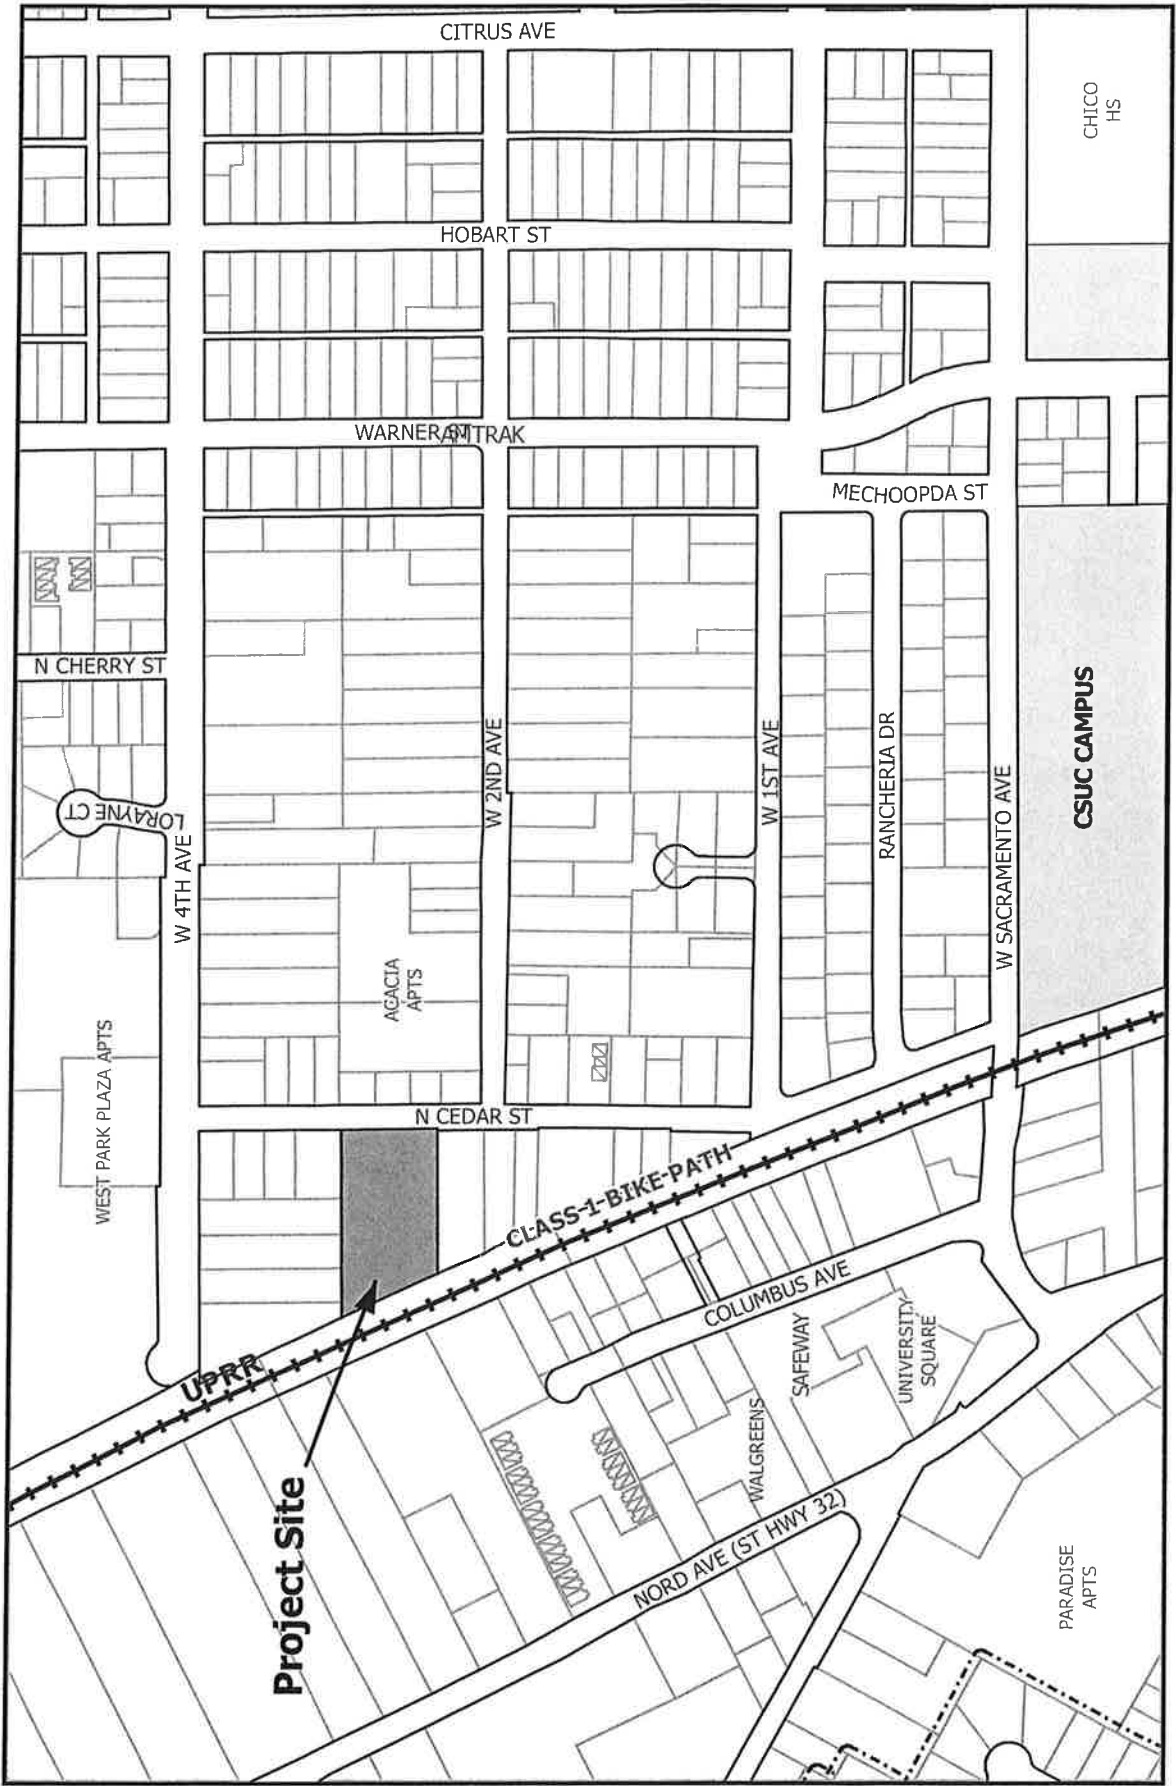 CITRUS AVE
CHICO
HS
HOBART ST
WARNER ST
AMTRAK
MECHOOPDA ST
N CHERRY ST
LORAYNE CT
W 4TH AVE
W 2ND AVE
W 1ST AVE
RANCHERIA DR
W SACRAMENTO AVE
CSUC CAMPUS
ACACIA
APTS
WEST PARK PLAZA APTS
N CEDAR ST
CLASS-1-BIKE-PATH
COLUMBUS AVE
UPRR
SAFEWAY
UNIVERSITY
SQUARE
WALGREENS
Project Site
NORD AVE (ST HWY 32)
PARADISE
APTS